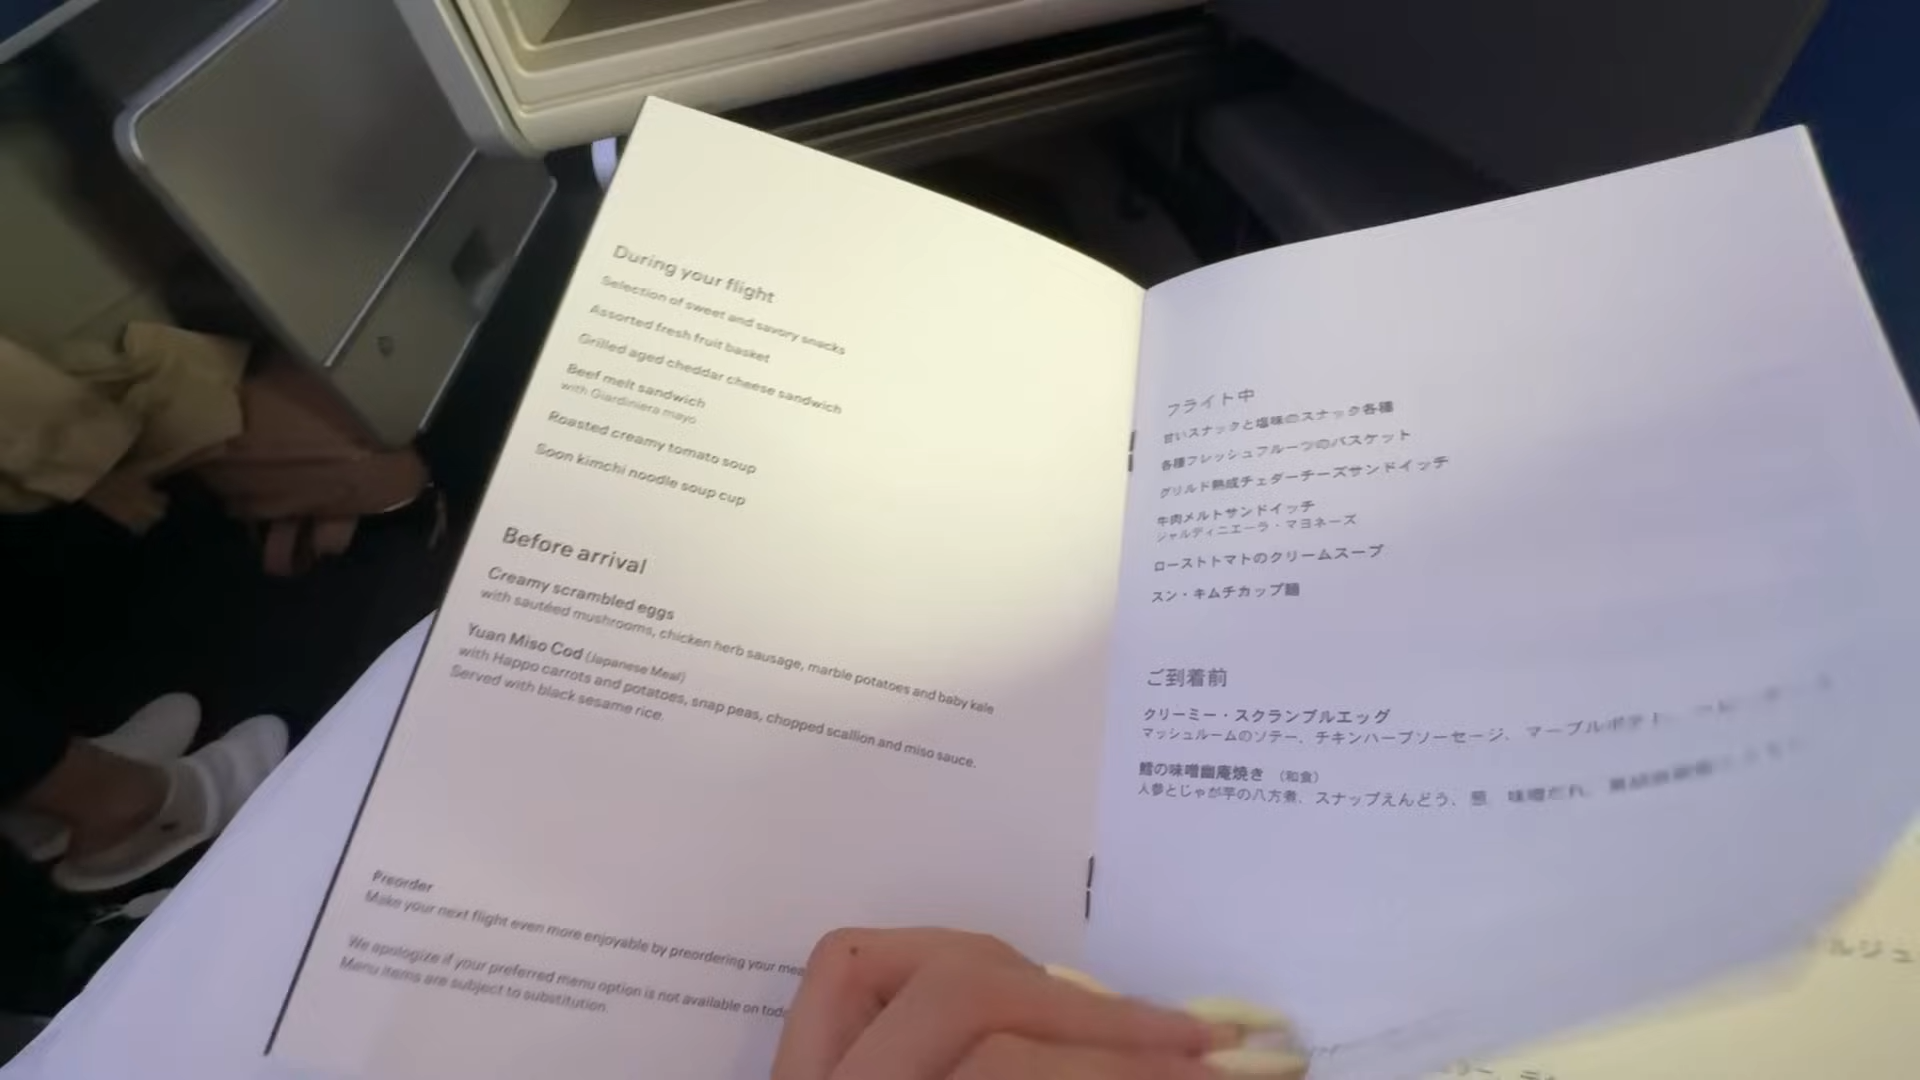 During your flight
Selection of sweet and savory snacks
Assorted fresh fruit basket
Grilled aged cheddar cheese sandwich
Beef melt sandwich
with Giardiniera mayo
Roasted creamy tomato soup
Soon kimchi noodle soup cup
Before arrival
Creamy scrambled eggs
with sautéed mushrooms, chicken herb sausage, marble potatoes and baby kale
Yuan Miso Cod (Japanese Meal)
with Happo carrots and potatoes, snap peas, chopped scallion and miso sauce.
Served with black sesame rice.
Preorder
Make your next flight even more enjoyable by preordering your
We apologize if your preferred menu option is not available on
Menu items are subject to substitution.
フライト中
甘いスナックと塩味のスナック各種
各種フレッシュフルーツのバスケット
グリルド熟成チェダーチーズサンドイッチ
牛肉メルトサンドイッチ
ジャルディニエーラ・マヨネーズ
ローストトマトのクリームスープ
スン・キムチカップ麺
ご到着前
クリーミー・スクランブルエッグ
マッシュルームのソテー、チキンハーブソーセージ、マーブルポテト、
鱈の味噌幽庵焼き (和食)
人参とじゃが芋の八方煮、スナップえんどう、葱 味噌だれ
ルジュ